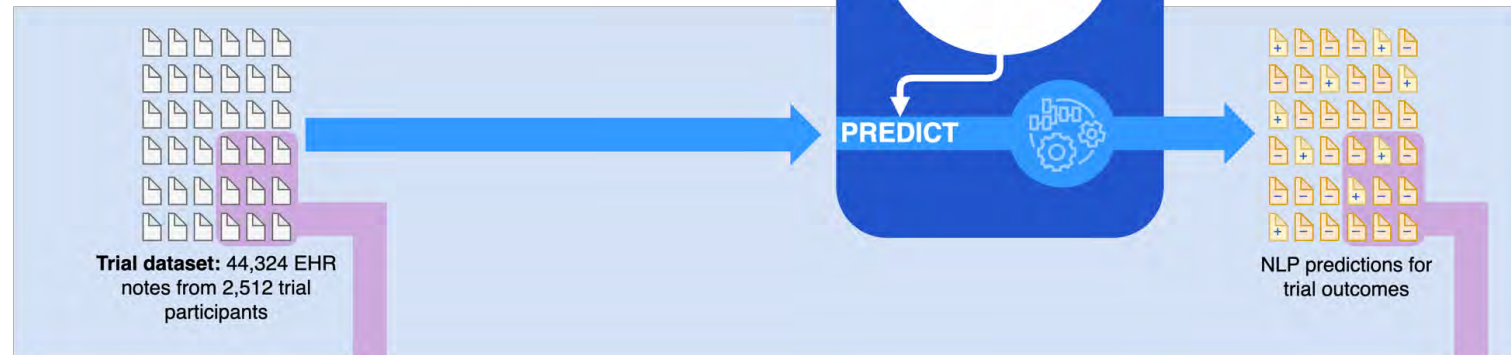 PREDICT
Trial dataset: 44,324 EHR
notes from 2,512 trial
participants
NLP predictions for
trial outcomes